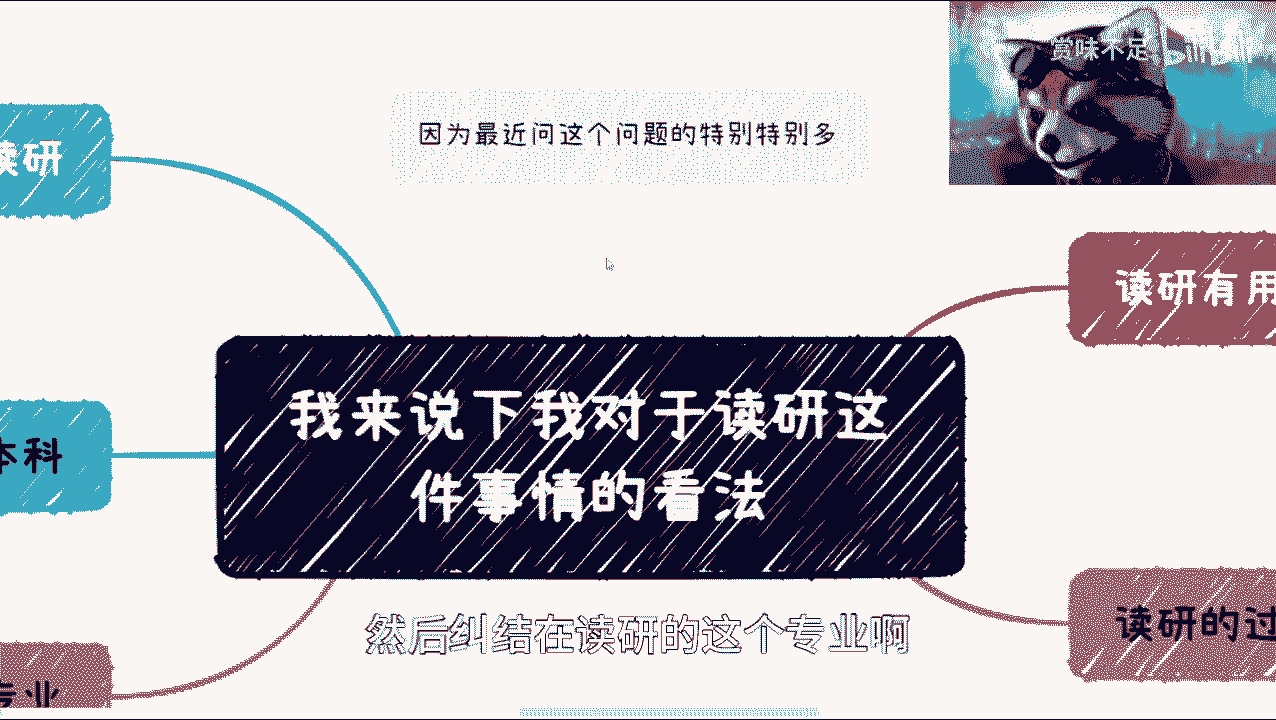 赏味不足
因为最近问这个问题的特别特别多
读研
读研有用
我来说下我对于读研这
件事情的看法
本科
读研的过
然后纠结在读研的这个专业啊
专业